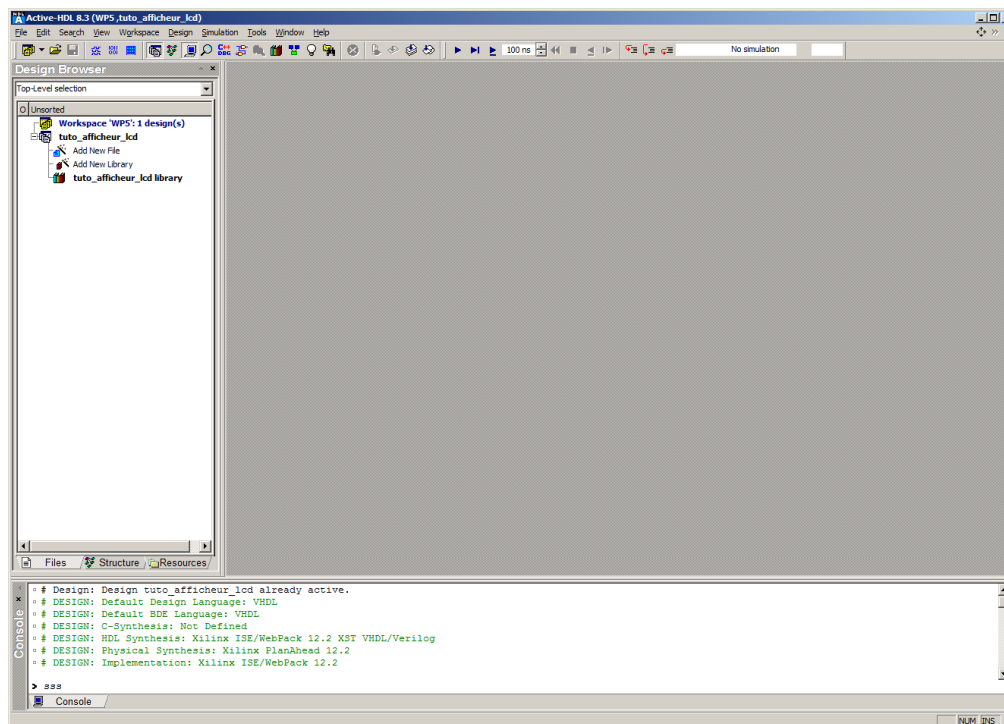 Active-HDL 8.3 (WP5 ,tuto_afficheur_lcd)
File Edit Search View Workspace Design Simulation Tools Window Help
100 ns No simulation
Design Browser
Top-Level selection
O Unsorted
Workspace 'WP5': 1 design(s)
tuto_afficheur_lcd
Add New File
Add New Library
tuto_afficheur_lcd library
Files Structure Resources
Console
# Design: Design tuto_afficheur_lcd already active.
# DESIGN: Default Design Language: VHDL
# DESIGN: Default BDE Language: VHDL
# DESIGN: C-Synthesis: Not Defined
# DESIGN: HDL Synthesis: Xilinx ISE/WebPack 12.2 XST VHDL/Verilog
# DESIGN: Physical Synthesis: Xilinx PlanAhead 12.2
# DESIGN: Implementation: Xilinx ISE/WebPack 12.2
> sss
Console
NUM INS